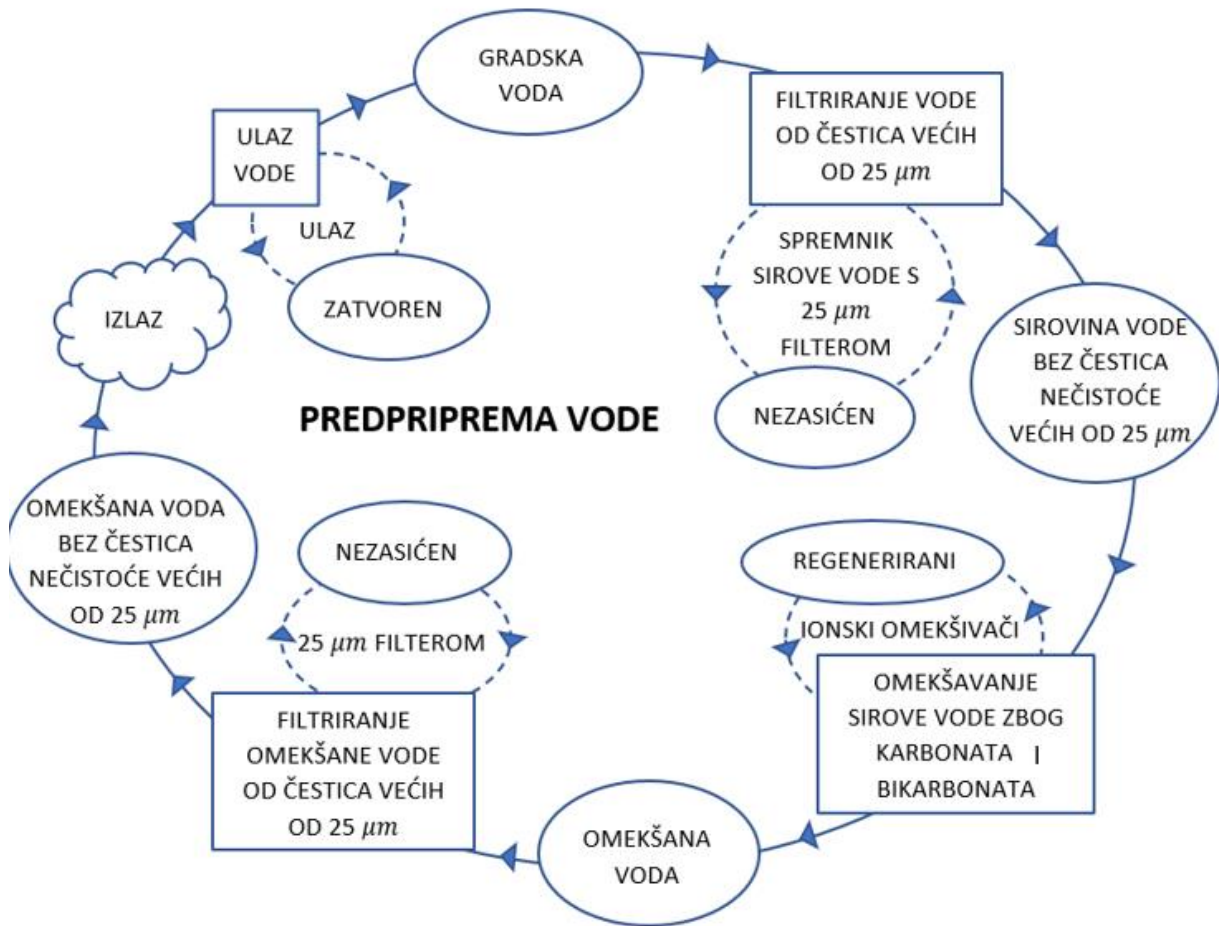 GRADSKA
VODA
FILTRIRANJE VODE
OD ČESTICA VEĆIH
OD 25 μm
ULAZ
VODE
ULAZ
ZATVOREN
SPREMNIK
SIROVE VODE S
25 μm
FILTEROM
NEZASIĆEN
IZLAZ
SIROVINA VODE
BEZ ČESTICA
NEČISTOĆE
VEĆIH OD 25 μm
PREDPRIPREMA VODE
OMEKŠANA VODA
BEZ ČESTICA
NEČISTOĆE VEĆIH
OD 25 μm
NEZASIĆEN
25 μm FILTEROM
REGENERIRANI
IONSKI OMEKŠIVAČI
OMEKŠAVANJE
SIROVE VODE ZBOG
KARBONATA I
BIKARBONATA
FILTRIRANJE
OMEKŠANE VODE
OD ČESTICA VEĆIH
OD 25 μm
OMEKŠANA
VODA